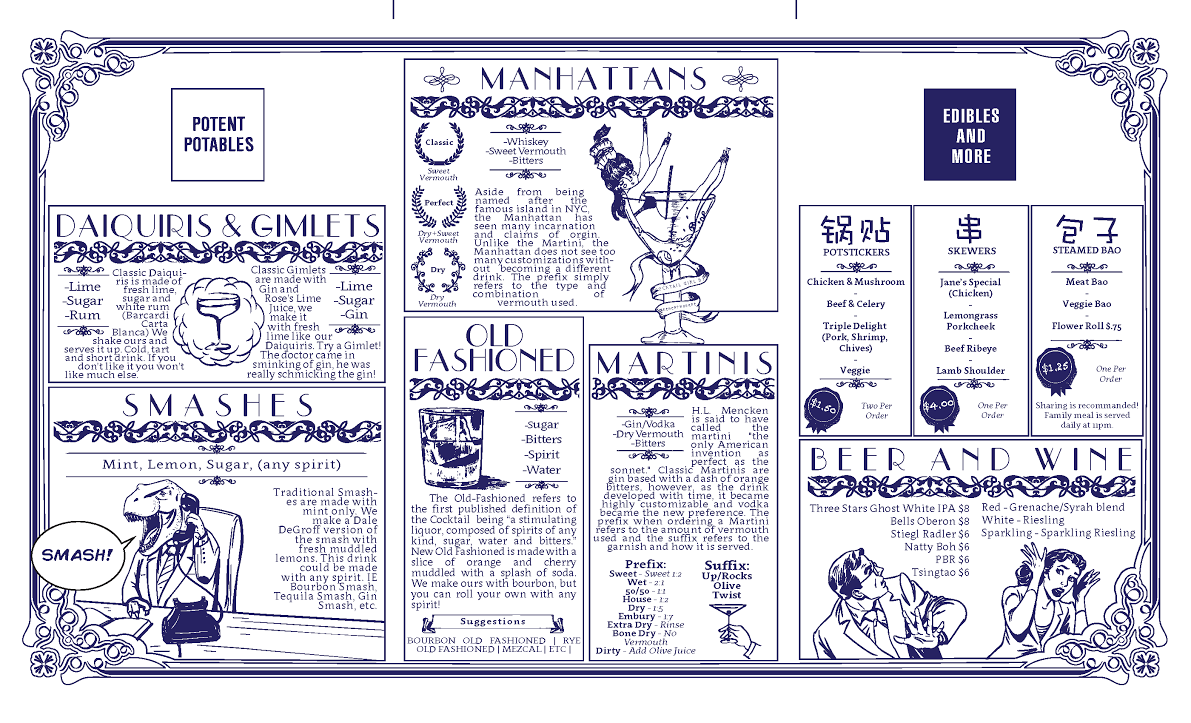 POTENT
POTABLES
DAIQUIRIS & GIMLETS
-Lime
-Sugar
-Rum
Classic Daiqui-
ris is made of
fresh lime,
sugar and
white rum
(Barcardi
Carta
Blanca) We
shake ours and
serves it up. Cold, tart
and short drink. If you
don't like it you won't
like much else.
Classic Gimlets
are made with
Gin and
Rose's Lime
Juice, we
make it
with fresh
lime like our
Daiquiris. Try a Gimlet!
The doctor came in
sminking of gin, he was
really schmicking the gin!
-Lime
-Sugar
-Gin
SMASHES
Mint, Lemon, Sugar, (any spirit)
Traditional Smash-
es are made with
mint only. We
make a Dale
DeGroff version of
the smash with
fresh muddled
lemons. This drink
could be made
with any spirit. IE
Bourbon Smash,
Tequila Smash, Gin
Smash, etc.
SMASH!
MANHATTANS
Classic
Sweet
Vermouth
Perfect
Dry+Sweet
Vermouth
Dry
Dry
Vermouth
-Whiskey
-Sweet Vermouth
-Bitters
Aside from being
named after the
famous island in NYC,
the Manhattan has
seen many incarnation
and claims of orgin.
Unlike the Martini, the
Manhattan does not see too
many customizations with-
out becoming a different
drink. The prefix simply
refers to the type and
combination of
vermouth used.
COCKTAIL GIRL
OLD
FASHIONED
-Sugar
-Bitters
-Spirit
-Water
The Old-Fashioned refers to
the first published definition of
the Cocktail being "a stimulating
liquor, composed of spirits of any
kind, sugar, water and bitters."
New Old Fashioned is made with a
slice of orange and cherry
muddled with a splash of soda.
We make ours with bourbon, but
you can roll your own with any
spirit!
Suggestions
BOURBON OLD FASHIONED | RYE
OLD FASHIONED | MEZCAL | ETC |
MARTINIS
-Gin/Vodka
-Dry Vermouth
-Bitters
H.L. Mencken
is said to have
called the
martini "the
only American
invention as
perfect as the
sonnet." Classic Martinis are
gin based with a dash of orange
bitters, however, as the drink
developed with time, it became
highly customizable and vodka
became the new preference. The
prefix when ordering a Martini
refers to the amount of vermouth
used and the suffix refers to the
garnish and how it is served.
Prefix:
Sweet - Sweet 1:2
Wet - 2:1
50/50 - 1:1
House - 1:2
Dry - 1:5
Embury - 1:7
Extra Dry - Rinse
Bone Dry - No
Vermouth
Dirty - Add Olive Juice
Suffix:
Up/Rocks
Olive
Twist
EDIBLES
AND
MORE
锅贴
POTSTICKERS
Chicken & Mushroom
-
Beef & Celery
-
Triple Delight
(Pork, Shrimp,
Chives)
-
Veggie
$1.50
Two Per
Order
串
SKEWERS
Jane's Special
(Chicken)
-
Lemongrass
Porkcheek
-
Beef Ribeye
-
Lamb Shoulder
$4.00
One Per
Order
包子
STEAMED BAO
Meat Bao
-
Veggie Bao
-
Flower Roll $.75
$1.25
One Per
Order
Sharing is recommanded!
Family meal is served
daily at 11pm.
BEER AND WINE
Three Stars Ghost White IPA $8
Bells Oberon $8
Stiegl Radler $6
Natty Boh $6
PBR $6
Tsingtao $6
Red - Grenache/Syrah blend
White - Riesling
Sparkling - Sparkling Riesling